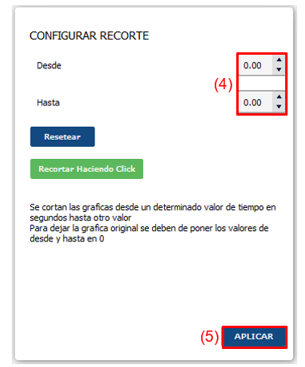 CONFIGURAR RECORTE
Desde
0.00
(4)
Hasta
0.00
Resetear
Recortar Haciendo Click
Se cortan las graficas desde un determinado valor de tiempo en
segundos hasta otro valor
Para dejar la grafica original se deben de poner los valores de
desde y hasta en 0
(5)
APLICAR